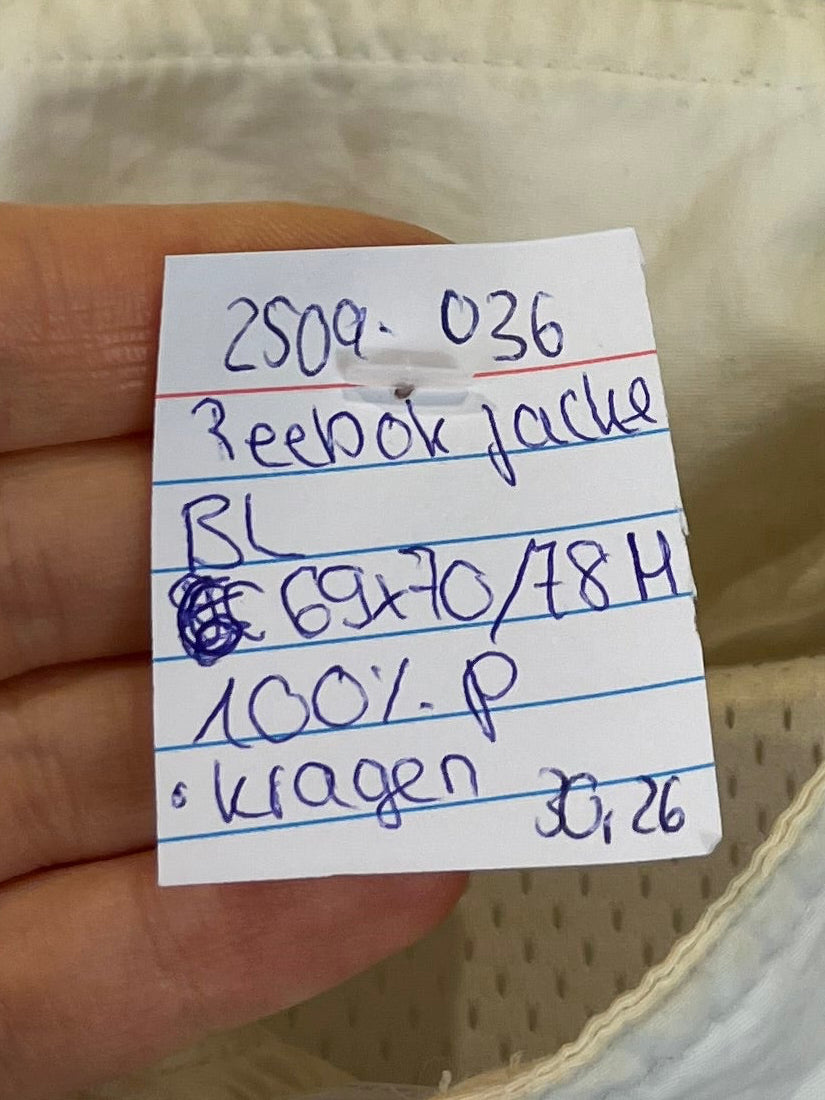 2509. 036
Reebok jacke
BL
69x70/78 H
100% P
• kragen 30,26